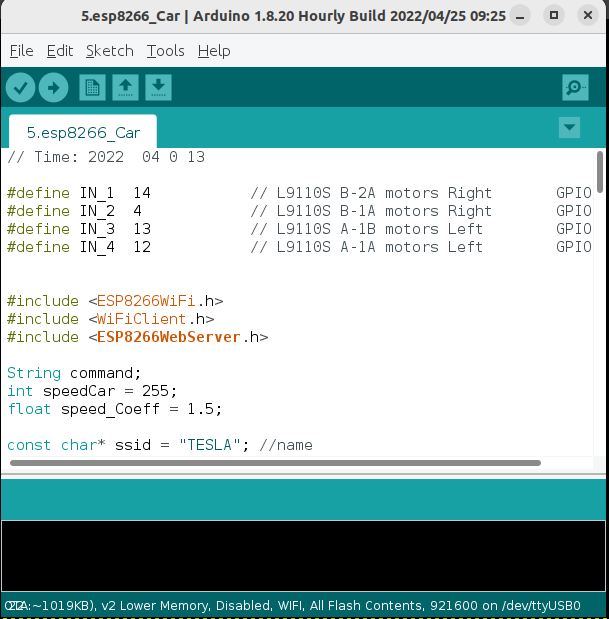 5.esp8266_Car | Arduino 1.8.20 Hourly Build 2022/04/25 09:25
File Edit Sketch Tools Help
5.esp8266_Car
// Time: 2022  04 0 13
#define IN_1  14             // L9110S B-2A motors Right       GPIO
#define IN_2  4              // L9110S B-1A motors Right       GPIO
#define IN_3  13             // L9110S A-1B motors Left        GPIO
#define IN_4  12             // L9110S A-1A motors Left        GPIO
#include <ESP8266WiFi.h>
#include <WiFiClient.h>
#include <ESP8266WebServer.h>
String command;
int speedCar = 255;
float speed_Coeff = 1.5;
const char* ssid = "TESLA"; //name
:~1019KB), v2 Lower Memory, Disabled, WIFI, All Flash Contents, 921600 on /dev/ttyUSB0